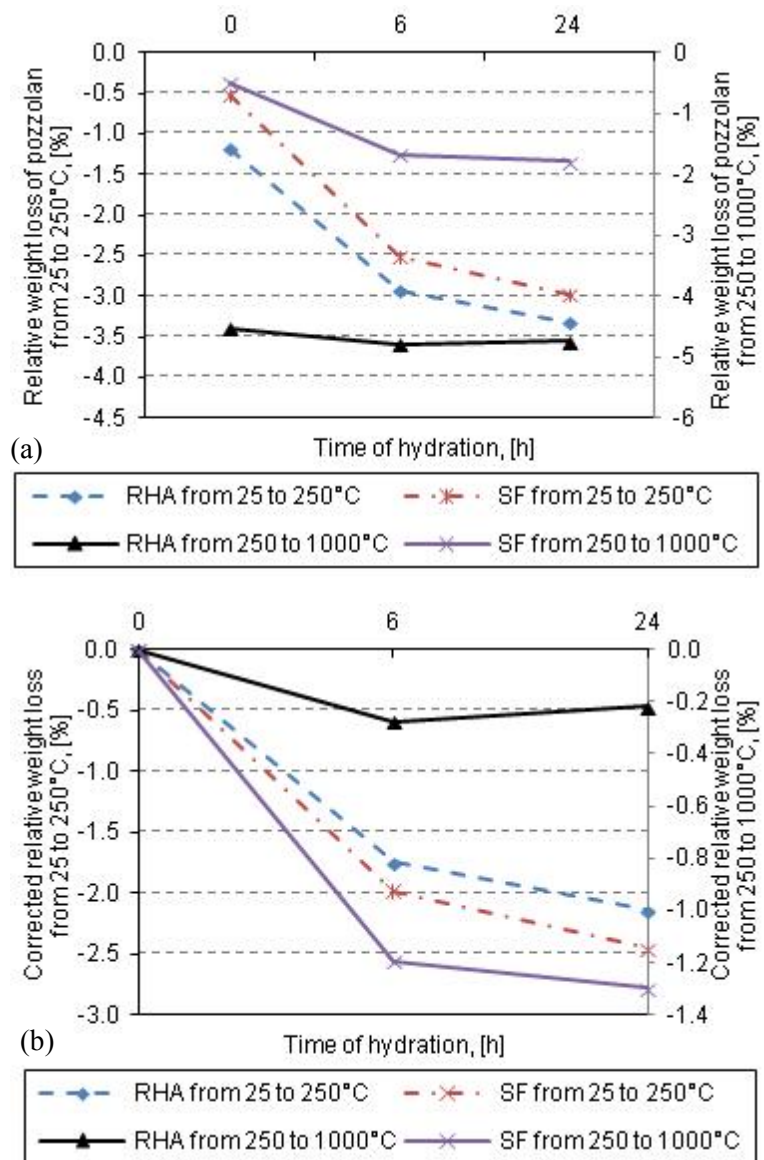 0 6 24
0.0 0
-0.5
-1.0 -1
-1.5
-2.0 -2
-2.5 -3
-3.0 -4
-3.5
-4.0 -5
-4.5 -6
Relative weight loss of pozzolan
from 25 to 250°C, [%]
Relative weight loss of pozzolan
from 250 to 1000°C, [%]
(a)
Time of hydration, [h]
RHA from 25 to 250°C SF from 25 to 250°C
RHA from 250 to 1000°C SF from 250 to 1000°C
0 6 24
0.0 0.0
-0.5 -0.2
-0.4
-1.0 -0.6
-1.5 -0.8
-2.0 -1.0
-2.5 -1.2
-3.0 -1.4
Corrected relative weight loss
from 25 to 250°C, [%]
Corrected relative weight loss
from 250 to 1000°C, [%]
(b)
Time of hydration, [h]
RHA from 25 to 250°C SF from 25 to 250°C
RHA from 250 to 1000°C SF from 250 to 1000°C